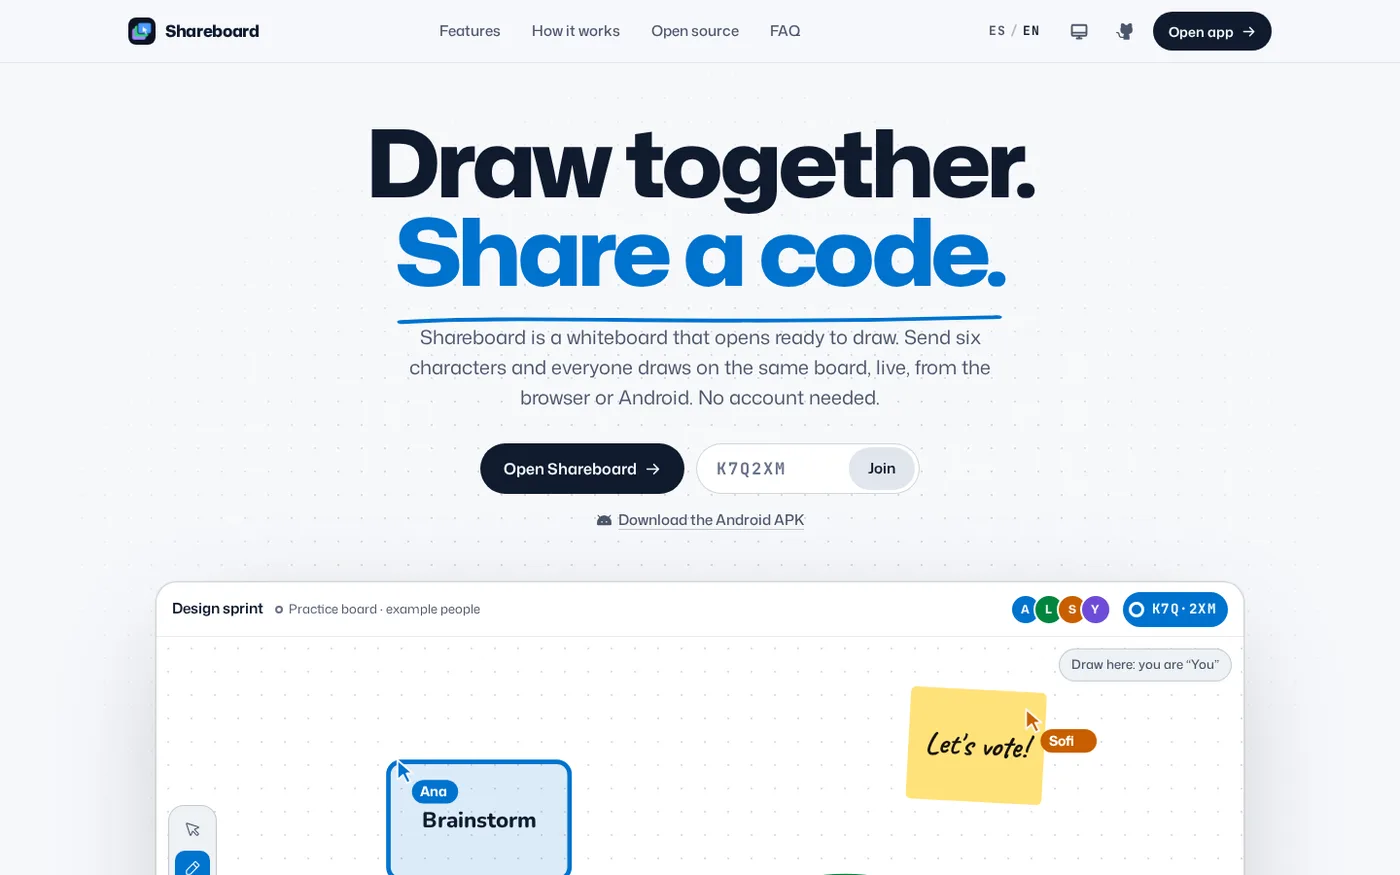 Shareboard
Features
How it works
Open source
FAQ
ES / EN
Open app →
Draw together.
Share a code.
Shareboard is a whiteboard that opens ready to draw. Send six
characters and everyone draws on the same board, live, from the
browser or Android. No account needed.
Open Shareboard →
K7Q2XM
Join
Download the Android APK
Design sprint
Practice board · example people
A
L
S
Y
K7Q·2XM
Draw here: you are “You”
Let's vote!
Sofi
Ana
Brainstorm